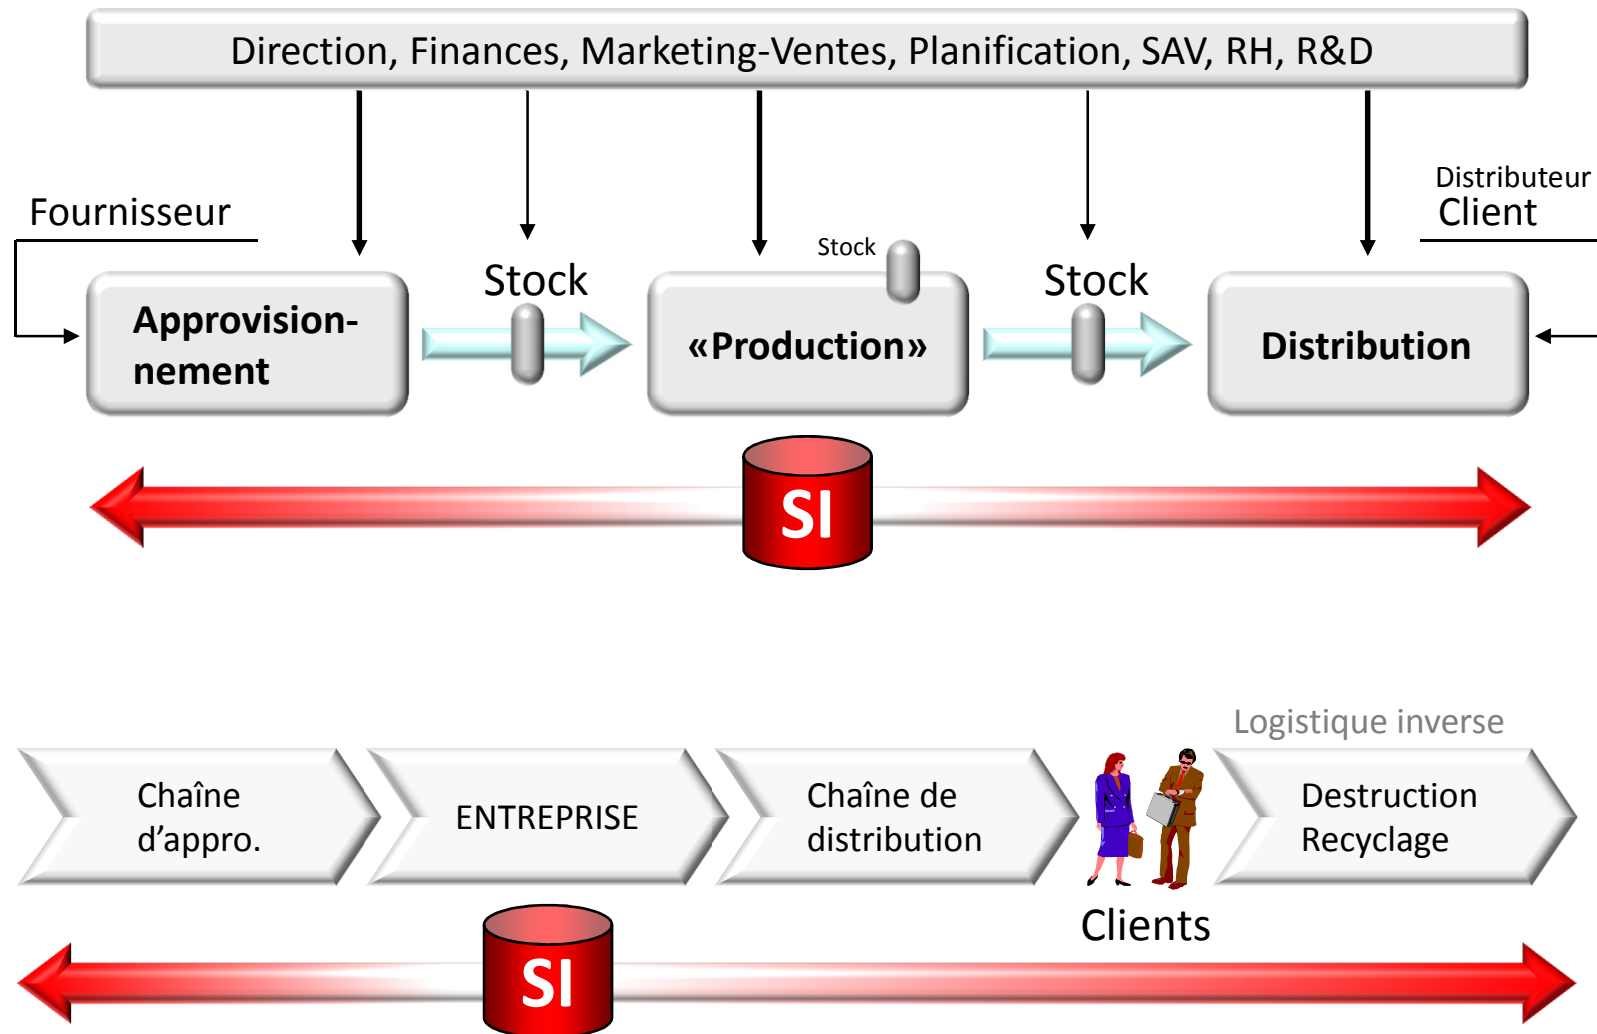 Direction, Finances, Marketing-Ventes, Planification, SAV, RH, R&D
Fournisseur
Distributeur
Client
Stock
Stock
Stock
Approvision-
nement
«Production»
Distribution
SI
Logistique inverse
Chaîne
d’appro.
ENTREPRISE
Chaîne de
distribution
Destruction
Recyclage
Clients
SI